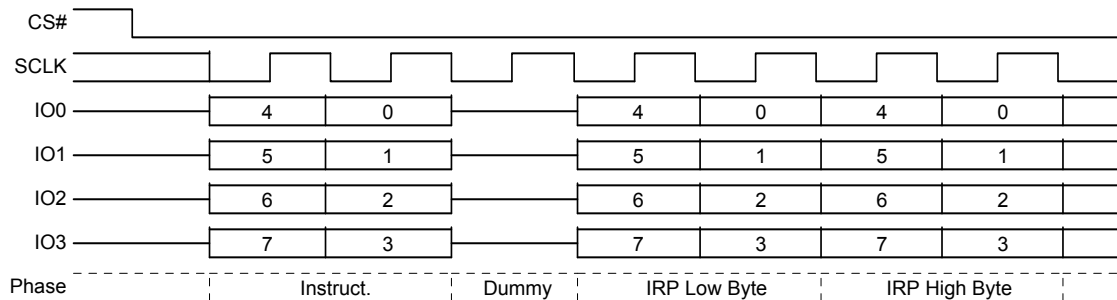 CS#
SCLK
IO0 4 0 4 0 4 0
IO1 5 1 5 1 5 1
IO2 6 2 6 2 6 2
IO3 7 3 7 3 7 3
Phase Instruct. Dummy IRP Low Byte IRP High Byte